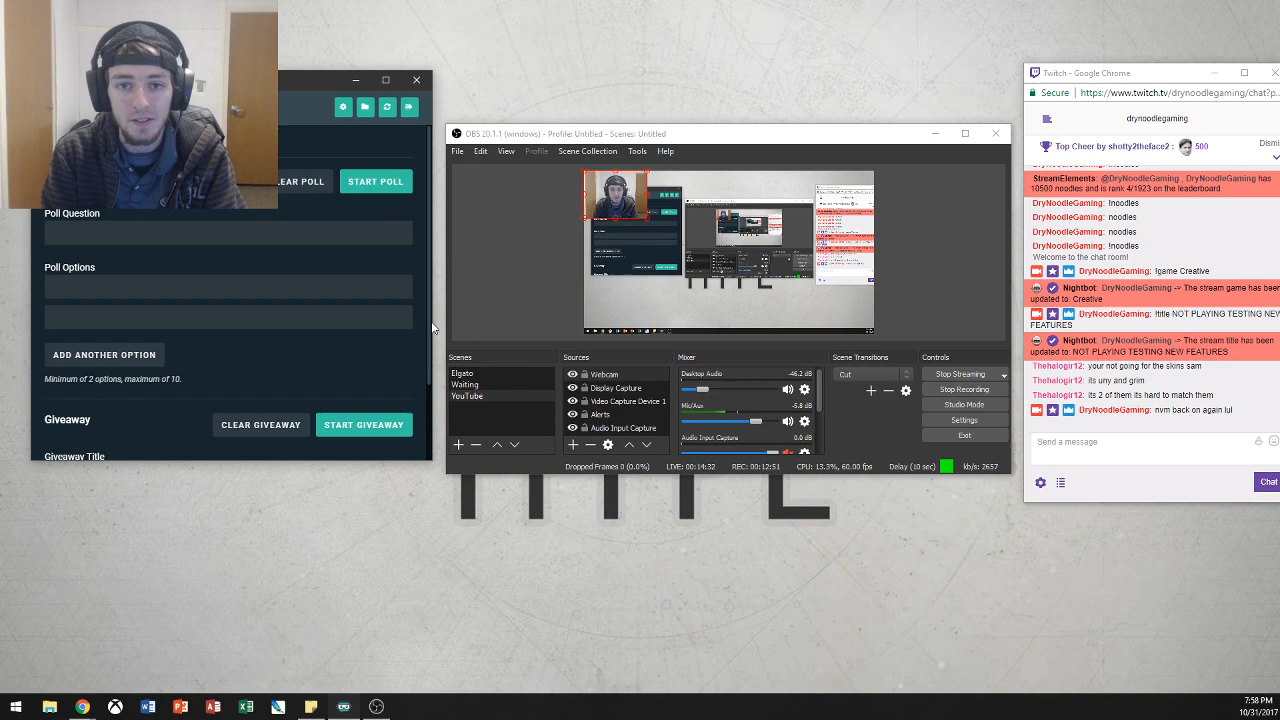 LEAR POLL
START POLL
Poll Question
Poll Options
ADD ANOTHER OPTION
Minimum of 2 options, maximum of 10.
Giveaway
CLEAR GIVEAWAY
START GIVEAWAY
Giveaway Title
OBS 20.1.1 (windows) - Profile: Untitled - Scenes: Untitled
File Edit View Profile Scene Collection Tools Help
Scenes
Elgato
Waiting
YouTube
Sources
Webcam
Display Capture
Video Capture Device 1
Alerts
Audio Input Capture
Mixer
Desktop Audio -46.2 dB
Mic/Aux -5.8 dB
Audio Input Capture 0.0 dB
Scene Transitions
Cut
Controls
Stop Streaming
Stop Recording
Studio Mode
Settings
Exit
Dropped Frames 0 (0.0%) LIVE: 00:14:32 REC: 00:12:51 CPU: 13.3%, 60.00 fps Delay (10 sec) kb/s: 2657
Twitch - Google Chrome
Secure https://www.twitch.tv/drynoodlegaming/chat?p...
drynoodlegaming
Top Cheer by shotty2theface2 : 500
Dismi
StreamElements: @DryNoodleGaming , DryNoodleGaming has
10500 noodles and is rank 4/1923 on the leaderboard.
DryNoodleGaming: !noodles
DryNoodleGaming: noodles
DryNoodleGaming: noodles
DryNoodleGaming: !noodles
Welcome to the chat room!
DryNoodleGaming: !game Creative
Nightbot: DryNoodleGaming -> The stream game has been
updated to: Creative
DryNoodleGaming: !title NOT PLAYING TESTING NEW
FEATURES
Nightbot: DryNoodleGaming -> The stream title has been
updated to: NOT PLAYING TESTING NEW FEATURES
Thehalogir12: your not going for the skins sam
Thehalogir12: its uny and grim
Thehalogir12: its 2 of them its hard to match them
DryNoodleGaming: nvm back on again lul
Send a message
Chat
7:58 PM
10/31/2017